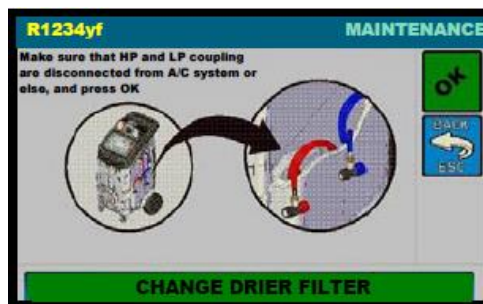 R1234yf MAINTENANCE
Make sure that HP and LP coupling
are disconnected from A/C system or
else, and press OK
OK
BACK
ESC
CHANGE DRIER FILTER